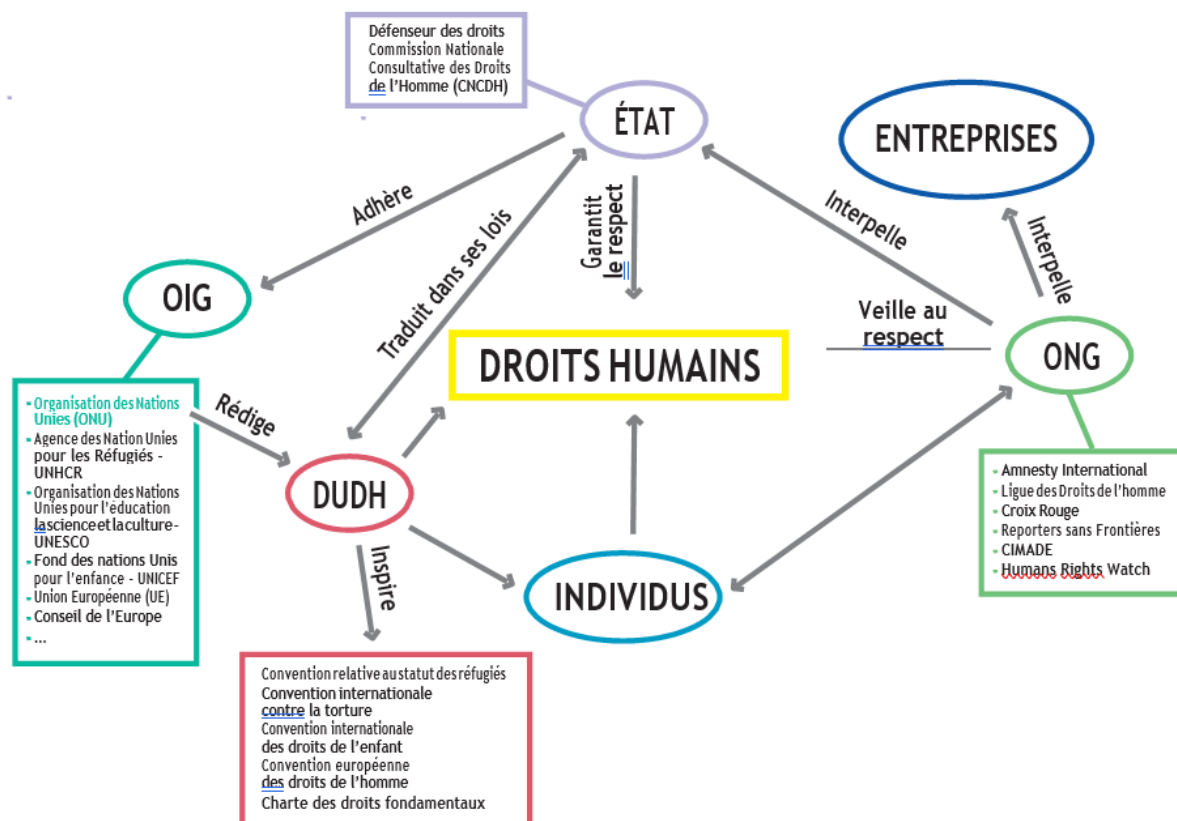 Défenseur des droits
Commission Nationale
Consultative des Droits
de l'Homme (CNCDH)
ÉTAT
ENTREPRISES
Adhère
Traduit dans ses lois
Garantit
le respect
Interpelle
Interpelle
OIG
Veille au
respect
ONG
DROITS HUMAINS
- Organisation des Nations
Unies (ONU)
- Agence des Nation Unies
pour les Réfugiés -
UNHCR
- Organisation des Nations
Unies pour l'éducation
la science et la culture -
UNESCO
- Fond des nations Unis
pour l'enfance - UNICEF
- Union Européenne (UE)
- Conseil de l'Europe
- ...
Rédige
DUDH
Inspire
INDIVIDUS
- Amnesty International
- Ligue des Droits de l'homme
- Croix Rouge
- Reporters sans Frontières
- CIMADE
- Humans Rights Watch
Convention relative au statut des réfugiés
Convention internationale
contre la torture
Convention internationale
des droits de l'enfant
Convention européenne
des droits de l'homme
Charte des droits fondamentaux